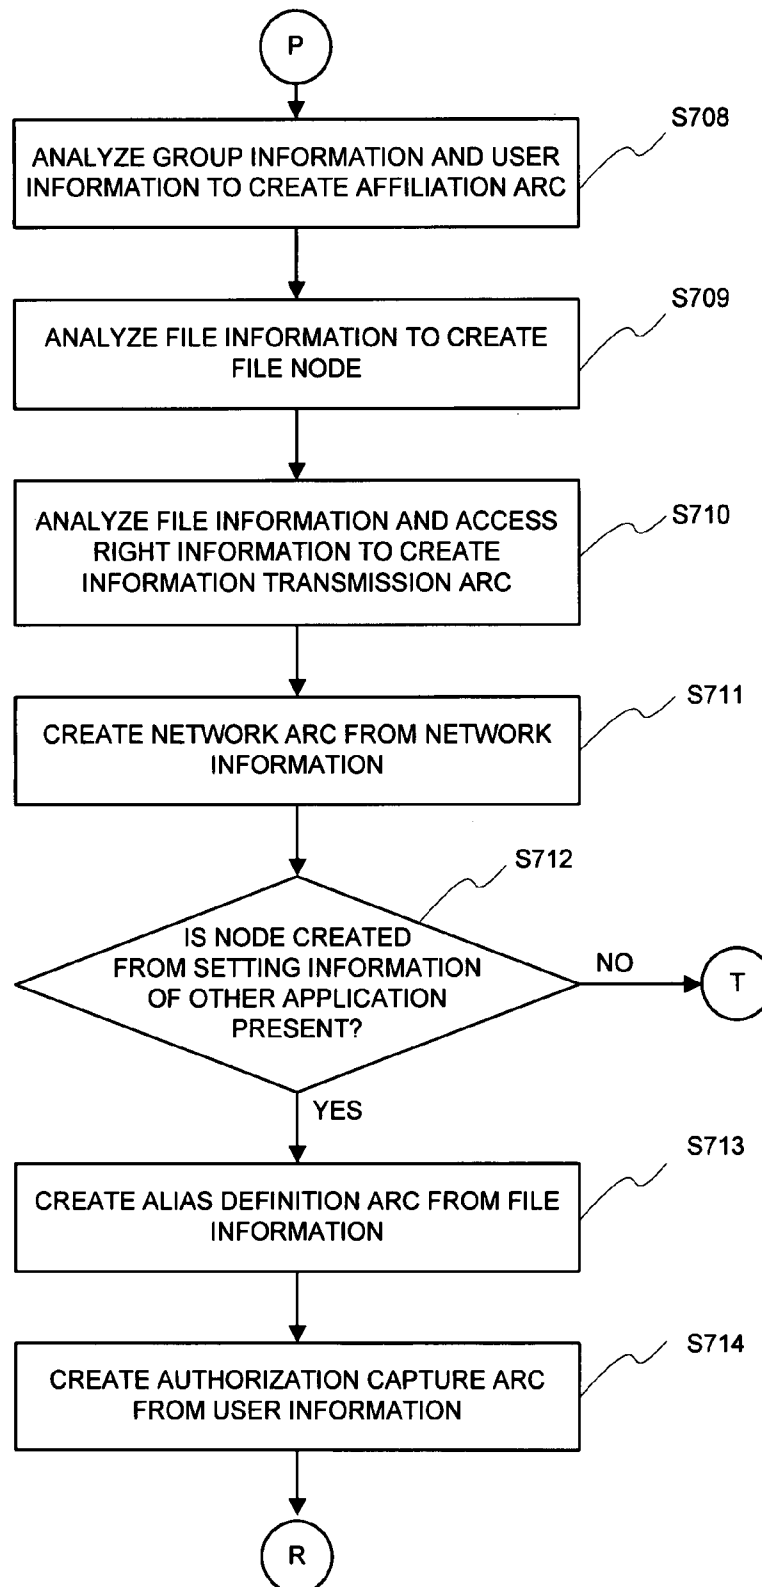 P
S708
ANALYZE GROUP INFORMATION AND USER
INFORMATION TO CREATE AFFILIATION ARC
S709
ANALYZE FILE INFORMATION TO CREATE
FILE NODE
S710
ANALYZE FILE INFORMATION AND ACCESS
RIGHT INFORMATION TO CREATE
INFORMATION TRANSMISSION ARC
S711
CREATE NETWORK ARC FROM NETWORK
INFORMATION
S712
IS NODE CREATED
FROM SETTING INFORMATION
OF OTHER APPLICATION
PRESENT?
NO
T
YES
S713
CREATE ALIAS DEFINITION ARC FROM FILE
INFORMATION
S714
CREATE AUTHORIZATION CAPTURE ARC
FROM USER INFORMATION
R